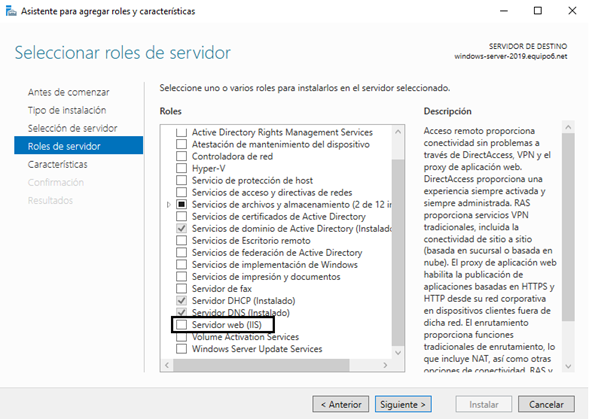 Asistente para agregar roles y características
Seleccionar roles de servidor
SERVIDOR DE DESTINO
windows-server-2019.equipo6.net
Antes de comenzar
Tipo de instalación
Selección de servidor
Roles de servidor
Características
Confirmación
Resultados
Seleccione uno o varios roles para instalarlos en el servidor seleccionado.
Roles
Active Directory Rights Management Services
Atestación de mantenimiento del dispositivo
Controladora de red
Hyper-V
Servicio de protección de host
Servicios de acceso y directivas de redes
Servicios de archivos y almacenamiento (2 de 12 in
Servicios de certificados de Active Directory
Servicios de dominio de Active Directory (Instalado
Servicios de Escritorio remoto
Servicios de federación de Active Directory
Servicios de implementación de Windows
Servicios de impresión y documentos
Servidor de fax
Servidor DHCP (Instalado)
Servidor DNS (Instalado)
Servidor web (IIS)
Volume Activation Services
Windows Server Update Services
Descripción
Acceso remoto proporciona
conectividad sin problemas a
través de DirectAccess, VPN y el
proxy de aplicación web.
DirectAccess proporciona una
experiencia siempre activada y
siempre administrada. RAS
proporciona servicios VPN
tradicionales, incluida la
conectividad de sitio a sitio
(basada en sucursal o basada en
nube). El proxy de aplicación web
habilita la publicación de
aplicaciones basadas en HTTPS y
HTTP desde su red corporativa
en dispositivos cliente fuera de
dicha red. El enrutamiento
proporciona funciones
tradicionales de enrutamiento, lo
que incluye NAT, así como otras
opciones de conectividad. RAS y
< Anterior
Siguiente >
Instalar
Cancelar